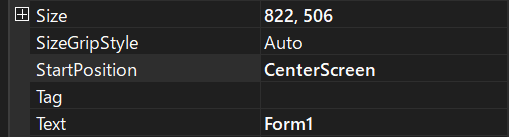 Size 822, 506
SizeGripStyle Auto
StartPosition CenterScreen
Tag
Text Form1